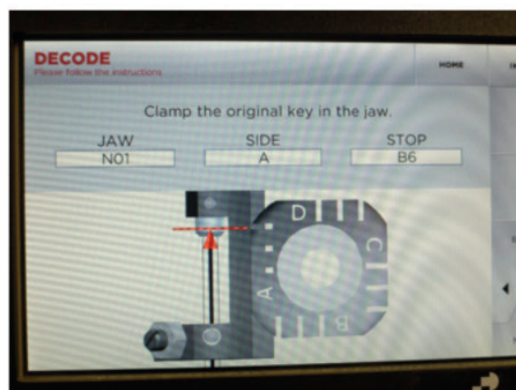 DECODE
Please follow the instructions
HOME
Clamp the original key in the jaw.
JAW
SIDE
STOP
N01
A
B6
D
C
A
B